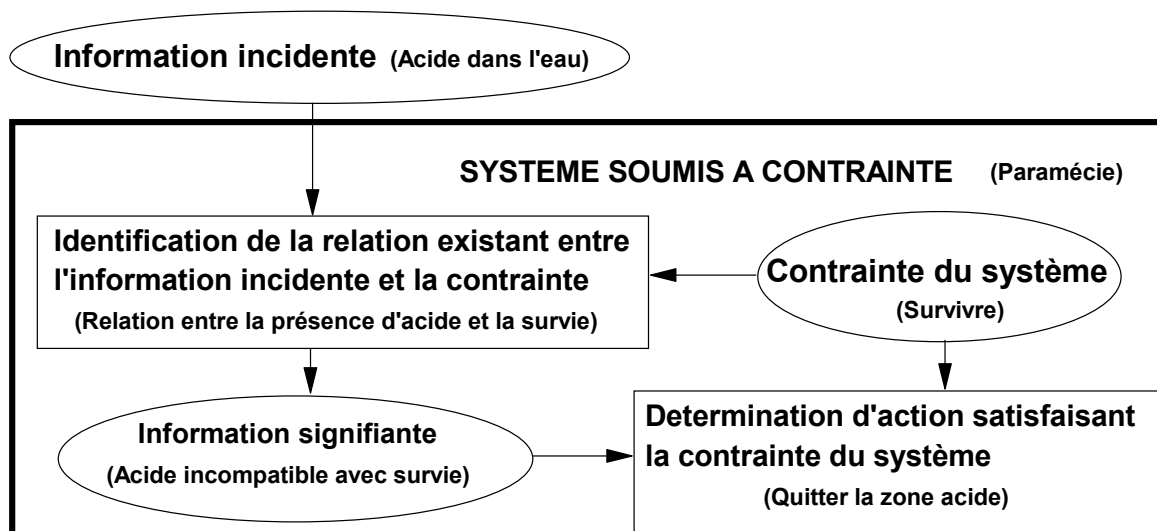 Information incidente (Acide dans l'eau)
SYSTEME SOUMIS A CONTRAINTE (Paramécie)
Identification de la relation existant entre
l'information incidente et la contrainte
(Relation entre la présence d'acide et la survie)
Contrainte du système
(Survivre)
Information signifiante
(Acide incompatible avec survie)
Determination d'action satisfaisant
la contrainte du système
(Quitter la zone acide)